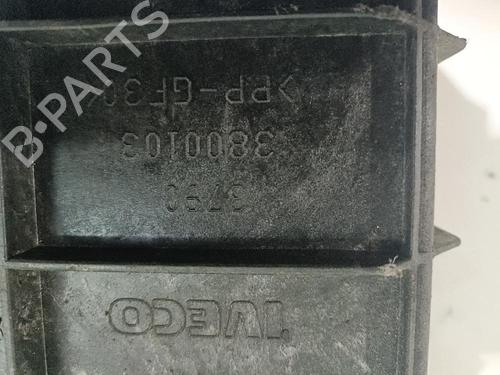 IVECO
3800103
>PP-GF30<
B-PARTS